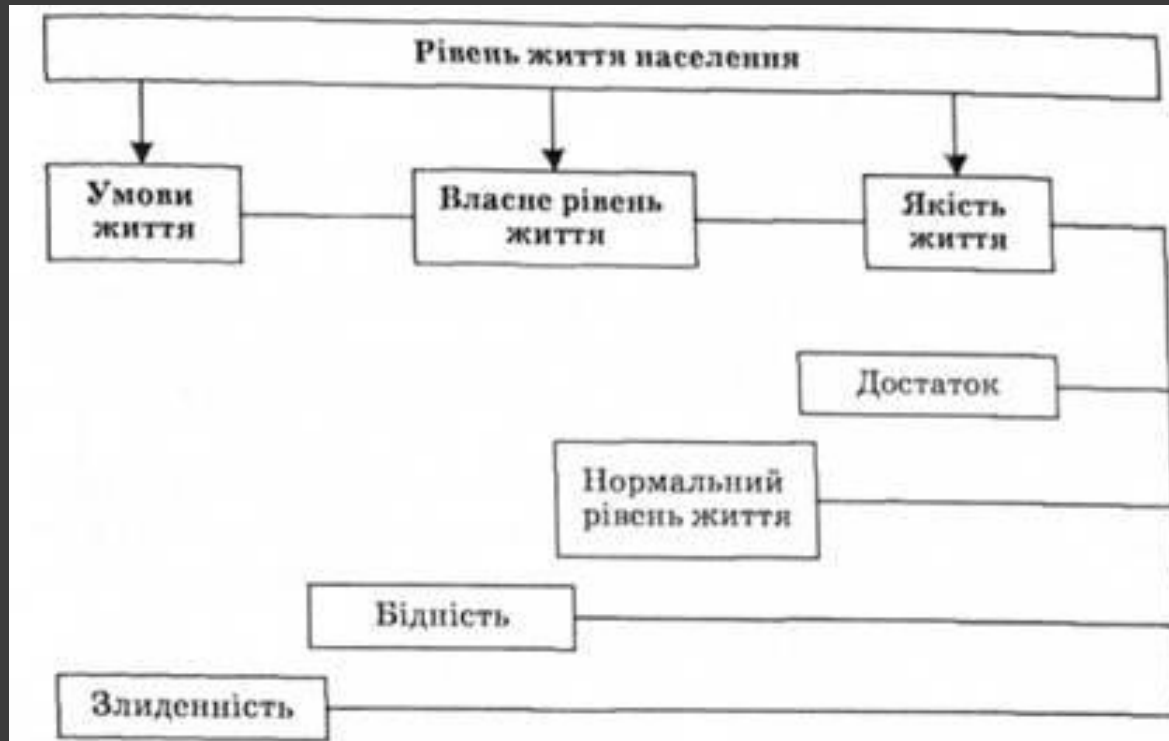 Рівень життя населення
Умови
життя
Власне рівень
життя
Якість
життя
Достаток
Нормальний
рівень життя
Бідність
Злиденність